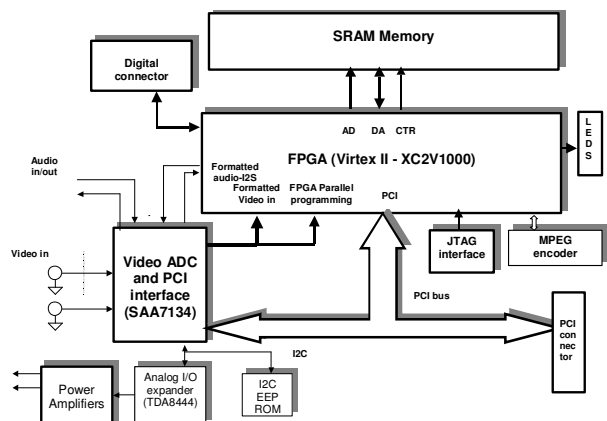 SRAM Memory
Digital
connector
AD DA CTR
FPGA (Virtex II - XC2V1000)
L
E
D
S
Audio
in/out
Formatted
audio-I2S
Formatted
Video in
FPGA Parallel
programming
PCI
JTAG
interface
MPEG
encoder
Video in
Video ADC
and PCI
interface
(SAA7134)
PCI bus
PCI
con
nec
tor
I2C
Power
Amplifiers
Analog I/O
expander
(TDA8444)
I2C
EEP
ROM